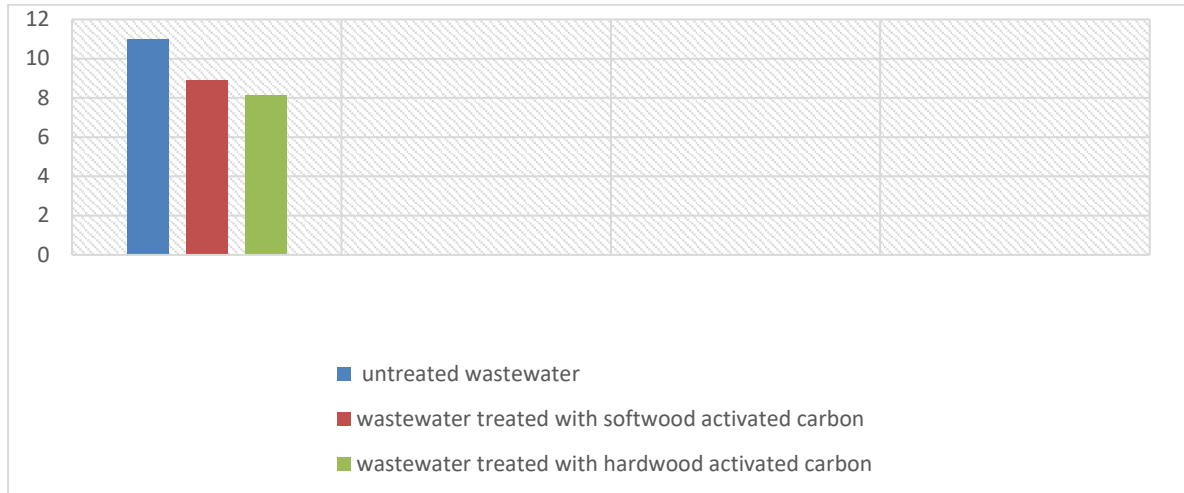 12
10
8
6
4
2
0
untreated wastewater
wastewater treated with softwood activated carbon
wastewater treated with hardwood activated carbon